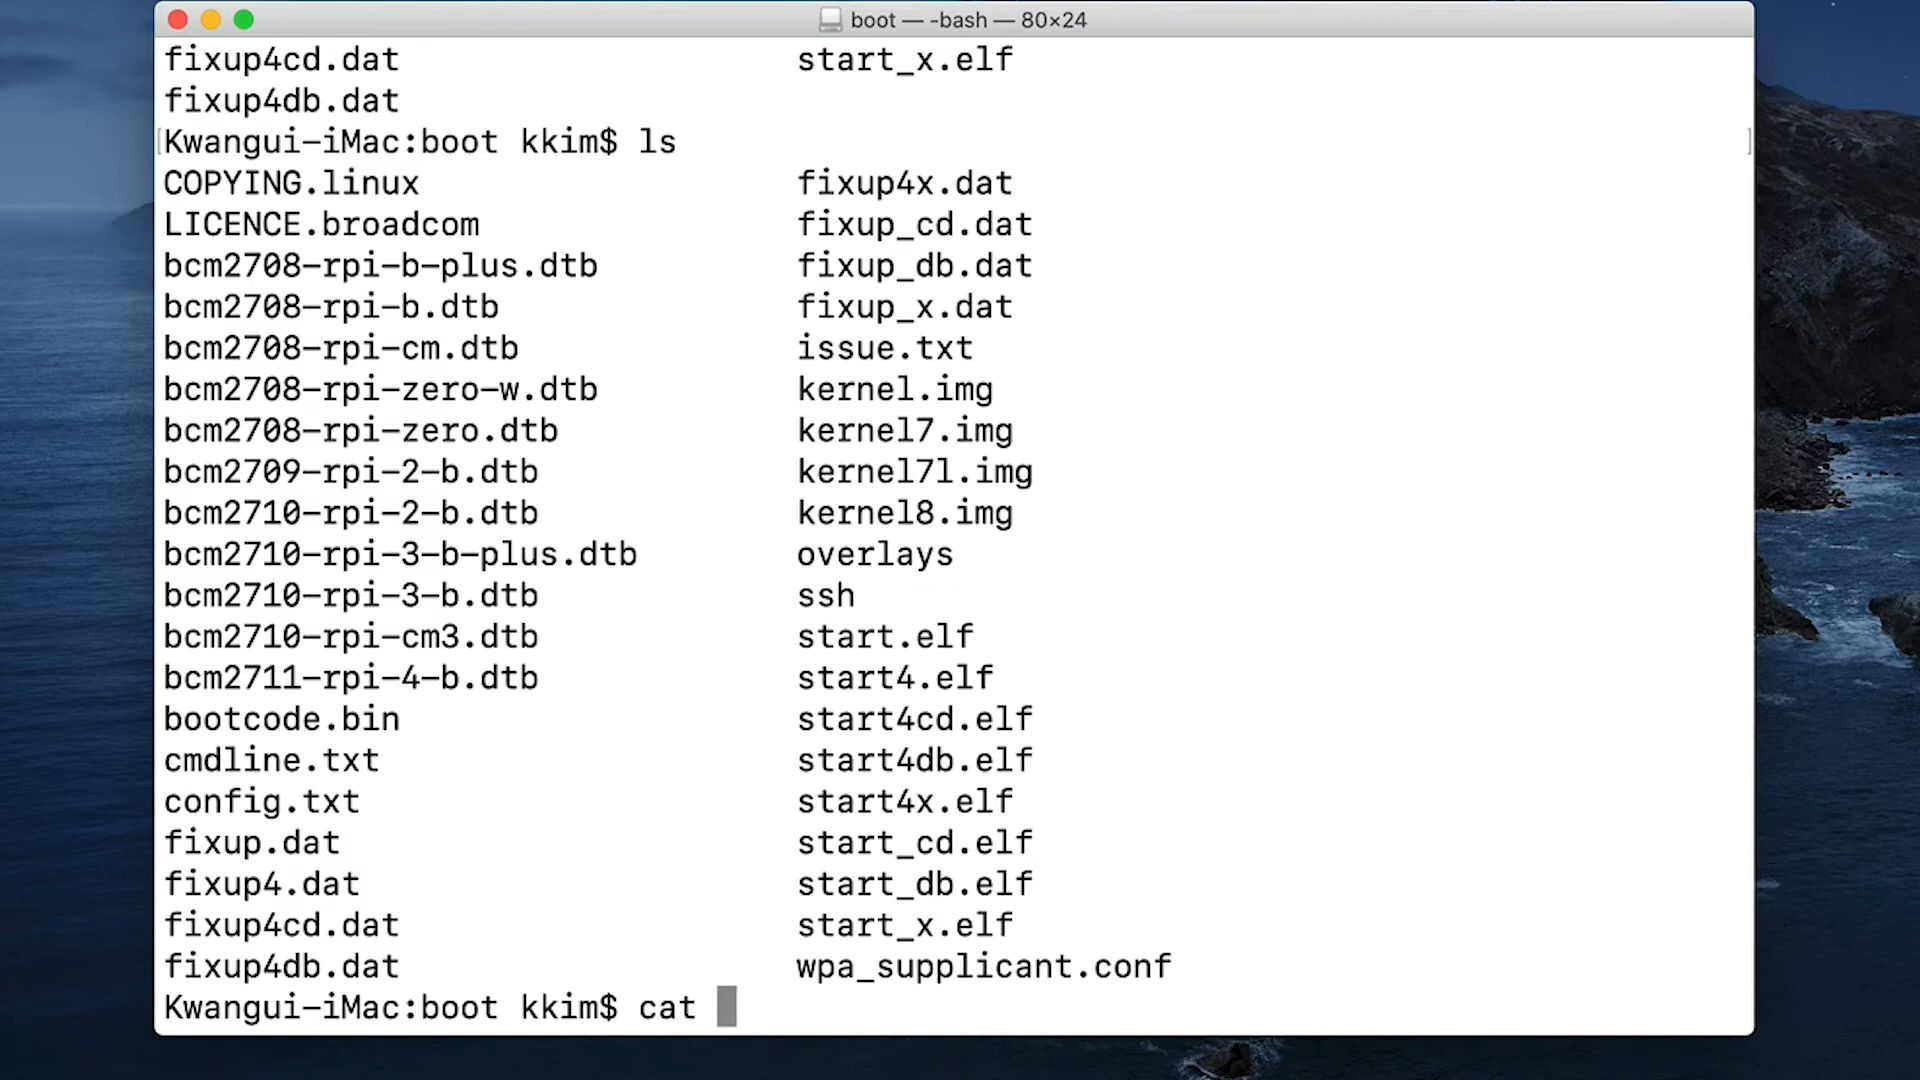 boot — -bash — 80×24
fixup4cd.dat start_x.elf
fixup4db.dat
[Kwangui-iMac:boot kkim$ ls ]
COPYING.linux fixup4x.dat
LICENCE.broadcom fixup_cd.dat
bcm2708-rpi-b-plus.dtb fixup_db.dat
bcm2708-rpi-b.dtb fixup_x.dat
bcm2708-rpi-cm.dtb issue.txt
bcm2708-rpi-zero-w.dtb kernel.img
bcm2708-rpi-zero.dtb kernel7.img
bcm2709-rpi-2-b.dtb kernel7l.img
bcm2710-rpi-2-b.dtb kernel8.img
bcm2710-rpi-3-b-plus.dtb overlays
bcm2710-rpi-3-b.dtb ssh
bcm2710-rpi-cm3.dtb start.elf
bcm2711-rpi-4-b.dtb start4.elf
bootcode.bin start4cd.elf
cmdline.txt start4db.elf
config.txt start4x.elf
fixup.dat start_cd.elf
fixup4.dat start_db.elf
fixup4cd.dat start_x.elf
fixup4db.dat wpa_supplicant.conf
Kwangui-iMac:boot kkim$ cat